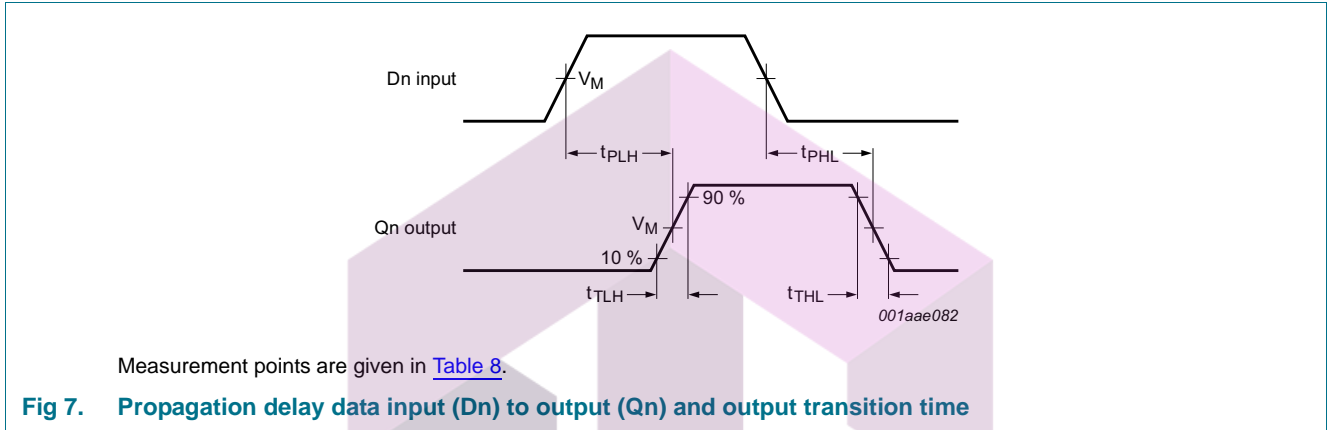 Dn input
VM
tPLH
tPHL
90 %
VM
Qn output
10 %
tTLH
tTHL
001aae082
Measurement points are given in Table 8.
Fig 7. Propagation delay data input (Dn) to output (Qn) and output transition time